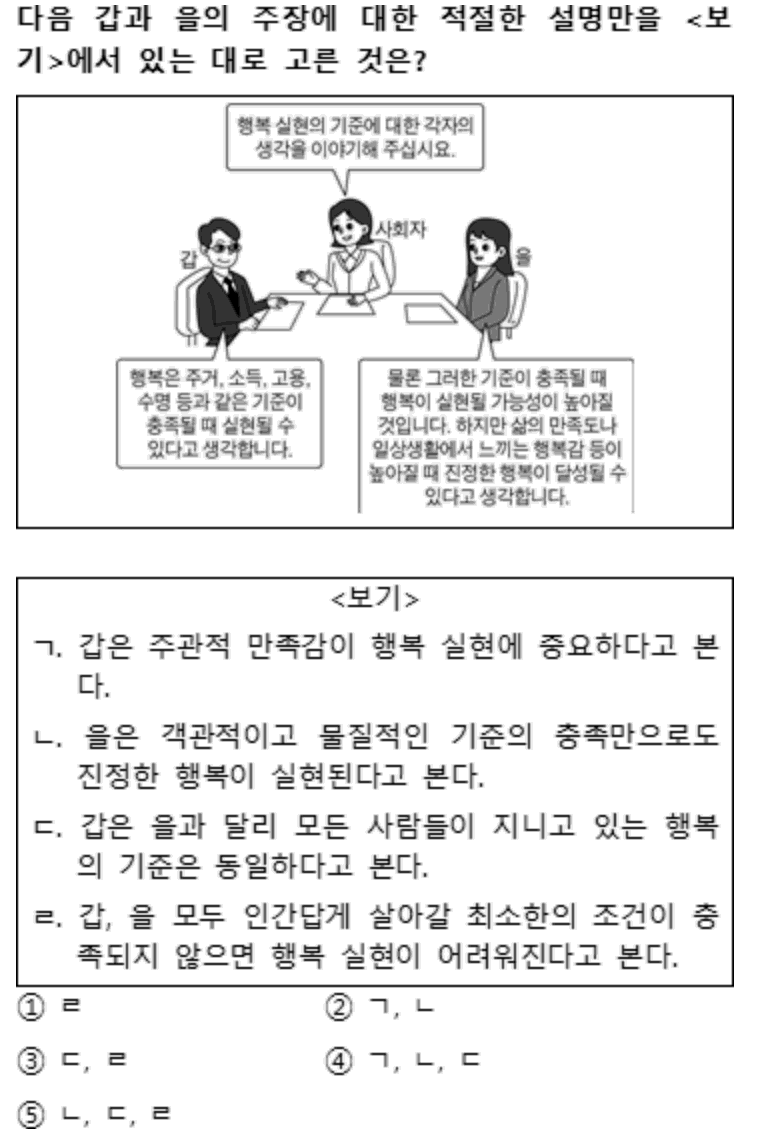 다음 갑과 을의 주장에 대한 적절한 설명만을 <보
기>에서 있는 대로 고른 것은?
행복 실현의 기준에 대한 각자의
생각을 이야기해 주십시요.
사회자
갑
을
행복은 주거, 소득, 고용,
수명 등과 같은 기준이
충족될 때 실현될 수
있다고 생각합니다.
물론 그러한 기준이 충족될 때
행복이 실현될 가능성이 높아질
것입니다. 하지만 삶의 만족도나
일상생활에서 느끼는 행복감 등이
높아질 때 진정한 행복이 달성될 수
있다고 생각합니다.
<보기>
ㄱ. 갑은 주관적 만족감이 행복 실현에 중요하다고 본
다.
ㄴ. 을은 객관적이고 물질적인 기준의 충족만으로도
진정한 행복이 실현된다고 본다.
ㄷ. 갑은 을과 달리 모든 사람들이 지니고 있는 행복
의 기준은 동일하다고 본다.
ㄹ. 갑, 을 모두 인간답게 살아갈 최소한의 조건이 충
족되지 않으면 행복 실현이 어려워진다고 본다.
① ㄹ ② ㄱ, ㄴ
③ ㄷ, ㄹ ④ ㄱ, ㄴ, ㄷ
⑤ ㄴ, ㄷ, ㄹ